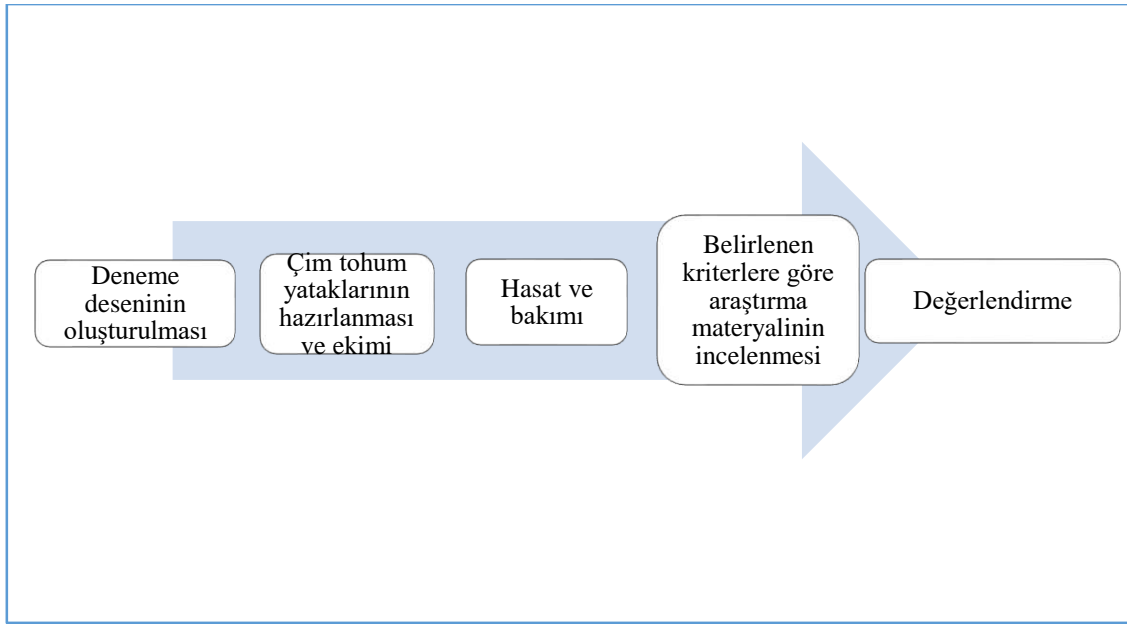 Deneme
deseninin
oluşturulması
Çim tohum
yataklarının
hazırlanması
ve ekimi
Hasat ve
bakımı
Belirlenen
kriterlere göre
araştırma
materyalinin
incelenmesi
Değerlendirme